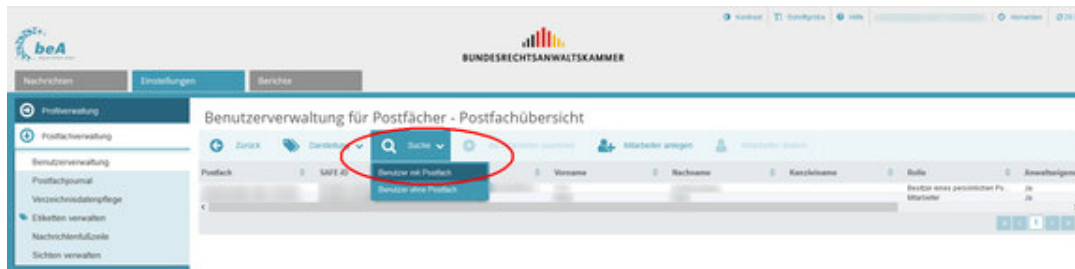 Kontrast Schriftgröße Hilfe Abmelden
beA
BUNDESRECHTSANWALTSKAMMER
Nachrichten Einstellungen Berichte
Profilverwaltung
Postfachverwaltung
Benutzerverwaltung
Postfachjournal
Verzeichnisdatenpflege
Etiketten verwalten
Nachrichtenfußzeile
Sichten verwalten
Benutzerverwaltung für Postfächer - Postfachübersicht
Zurück Darstellung Suche Mitarbeiter anlegen
Benutzer mit Postfach
Benutzer ohne Postfach
Postfach SAFE-ID Vorname Nachname Kanzleiname Rolle Anwaltseigens
Besitzer eines persönlichen Po... Ja
Mitarbeiter Ja
1